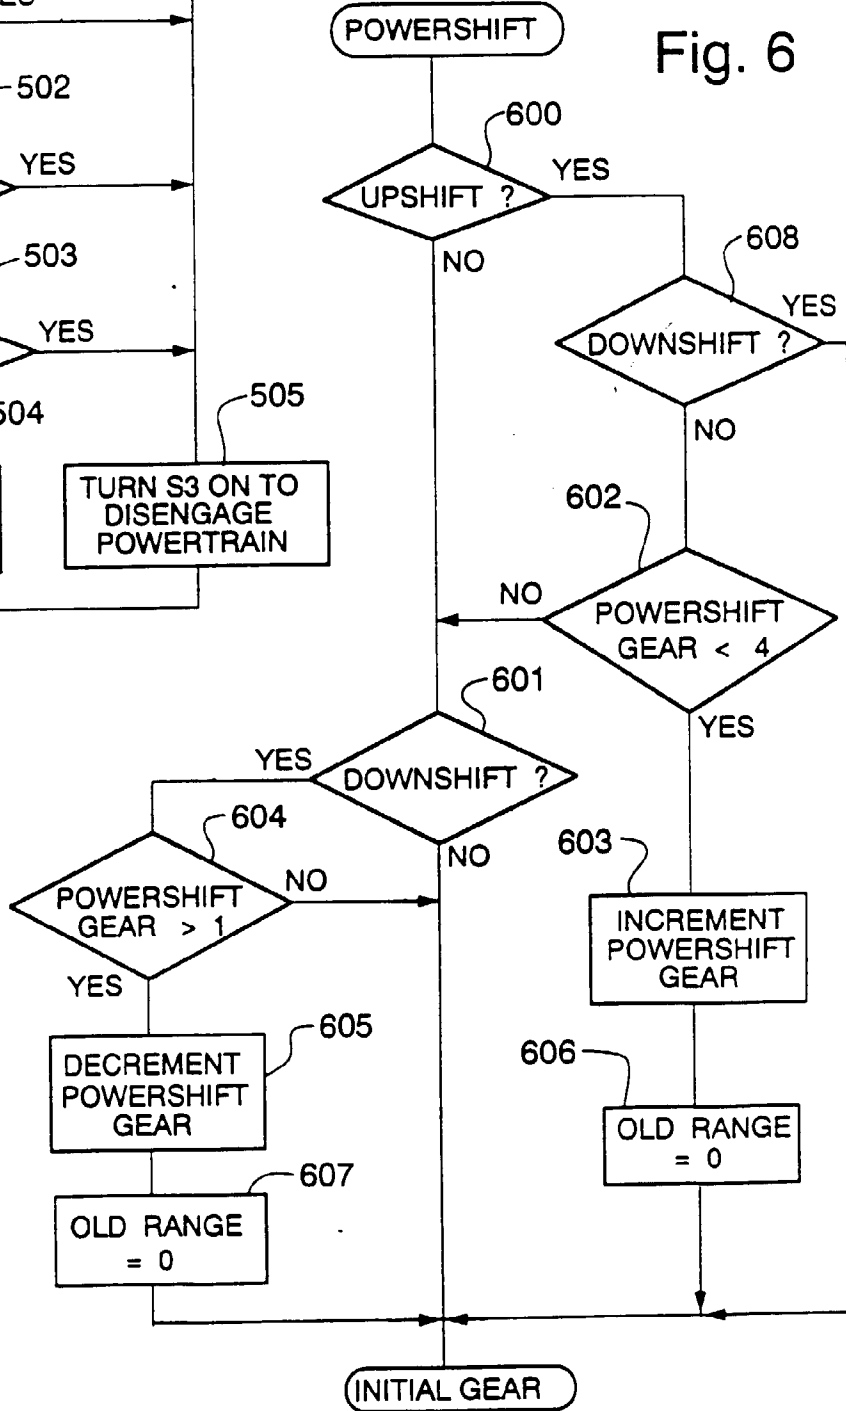 POWERSHIFT
Fig. 6
502
600
YES
UPSHIFT ?
YES
NO
503
608
YES
YES
DOWNSHIFT ?
504
505
NO
TURN S3 ON TO
DISENGAGE
POWERTRAIN
602
NO
POWERSHIFT
GEAR < 4
601
YES
YES
DOWNSHIFT ?
604
NO
603
POWERSHIFT
GEAR > 1
NO
INCREMENT
POWERSHIFT
GEAR
YES
605
606
DECREMENT
POWERSHIFT
GEAR
OLD RANGE
= 0
607
OLD RANGE
= 0
INITIAL GEAR